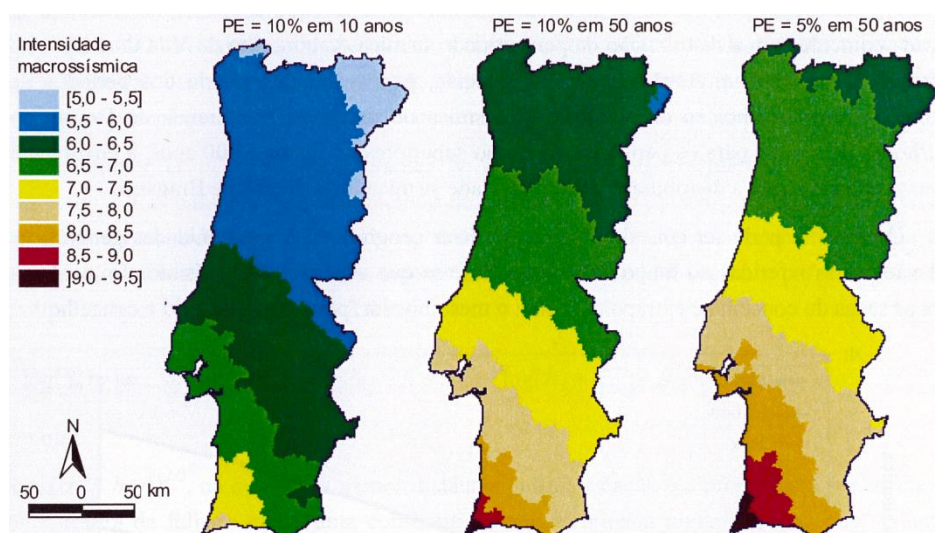 PE = 10% em 10 anos
PE = 10% em 50 anos
PE = 5% em 50 anos
Intensidade
macrossísmica
[5,0 - 5,5]
5,5 - 6,0
6,0 - 6,5
6,5 - 7,0
7,0 - 7,5
7,5 - 8,0
8,0 - 8,5
8,5 - 9,0
]9,0 - 9,5]
N
50 0 50 km